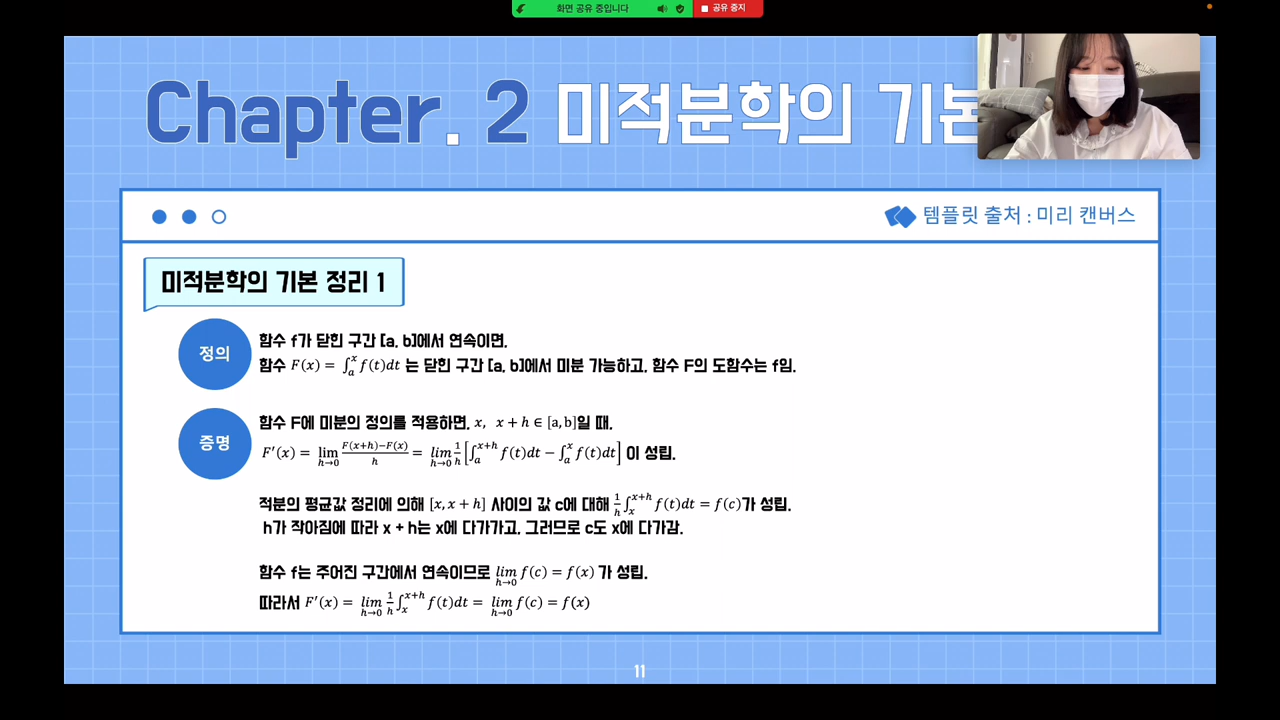 화면 공유 중입니다 공유 중지
Chapter. 2 미적분학의 기본
템플릿 출처 : 미리 캔버스
미적분학의 기본 정리 1
정의
함수 f가 닫힌 구간 [a, b]에서 연속이면,
함수 F(x) = ∫ₐˣ f(t)dt 는 닫힌 구간 [a, b]에서 미분 가능하고, 함수 F의 도함수는 f임.
증명
함수 F에 미분의 정의를 적용하면, x, x + h ∈ [a, b]일 때,
F′(x) = lim_{h→0} (F(x+h)−F(x))/h = lim_{h→0} 1/h [∫ₐˣ⁺ʰ f(t)dt − ∫ₐˣ f(t)dt] 이 성립.
적분의 평균값 정리에 의해 [x, x + h] 사이의 값 c에 대해 1/h ∫ₓˣ⁺ʰ f(t)dt = f(c)가 성립.
h가 작아짐에 따라 x + h는 x에 다가가고, 그러므로 c도 x에 다가감.
함수 f는 주어진 구간에서 연속이므로 lim_{h→0} f(c) = f(x) 가 성립.
따라서 F′(x) = lim_{h→0} 1/h ∫ₓˣ⁺ʰ f(t)dt = lim_{h→0} f(c) = f(x)
11